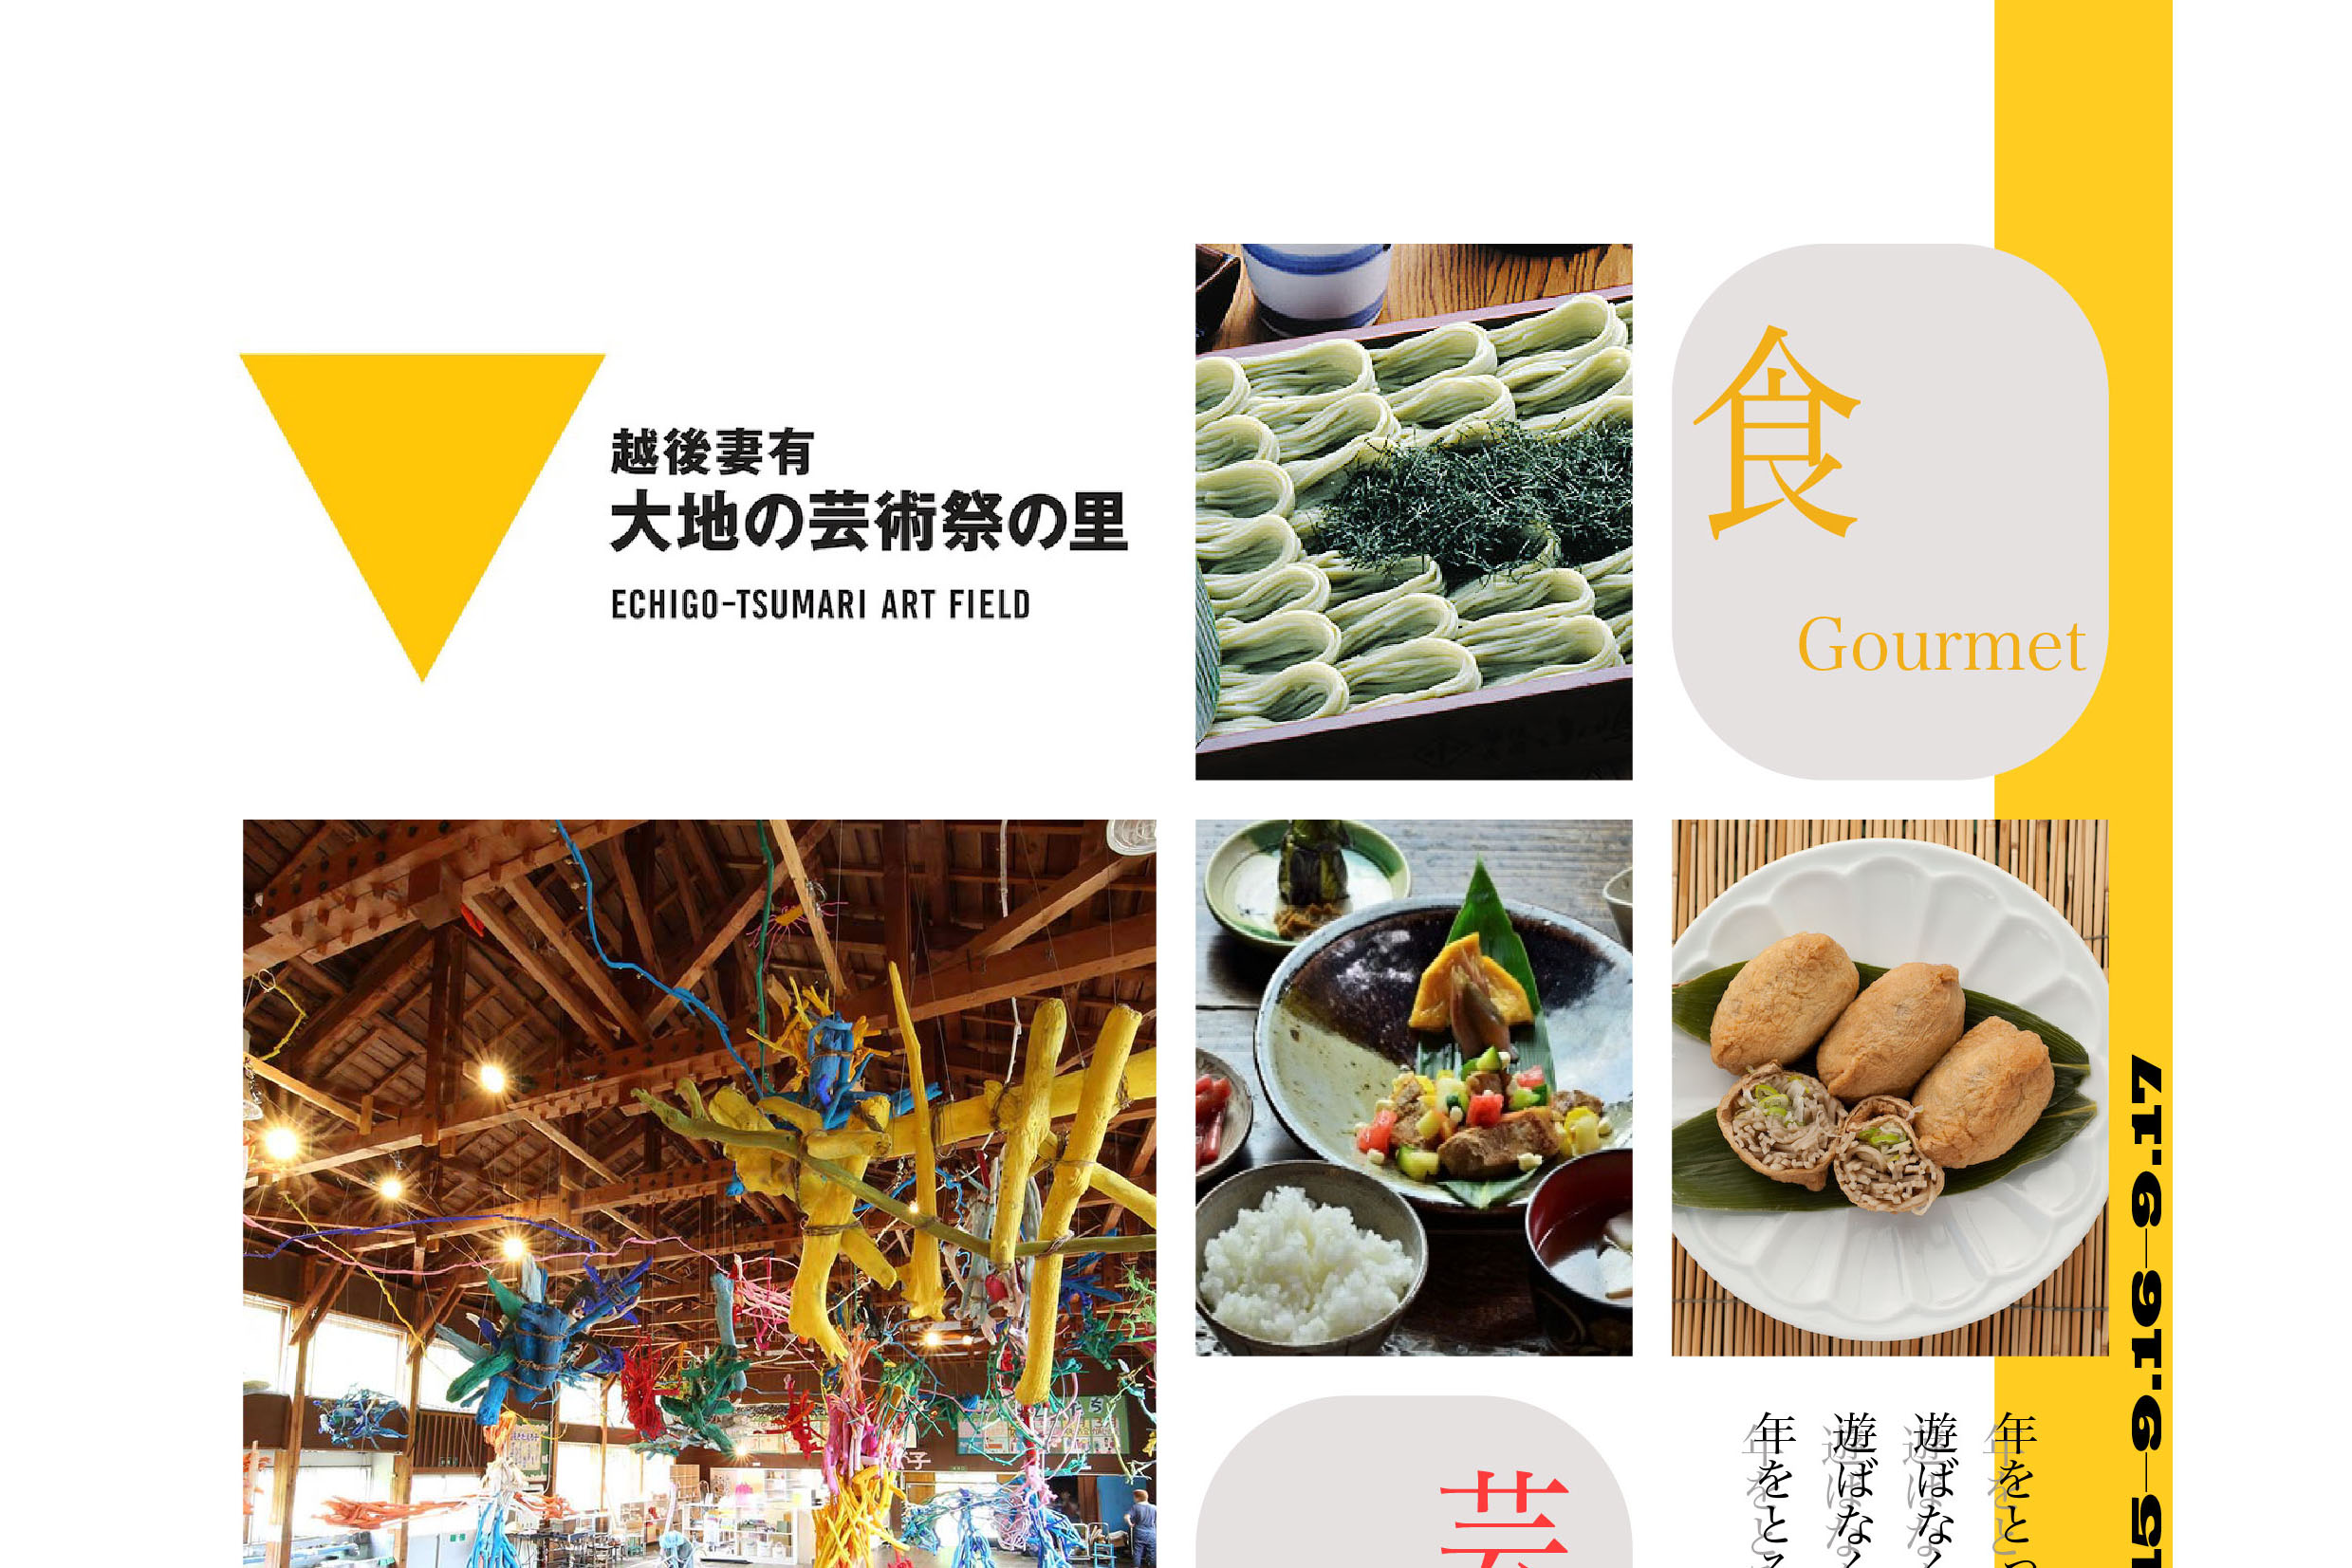 越後妻有
大地の芸術祭の里
ECHIGO-TSUMARI ART FIELD
食
Gourmet
芸
年をとっ
遊ばなく
遊ばなく
年をとる
9.15—9.16—9.17